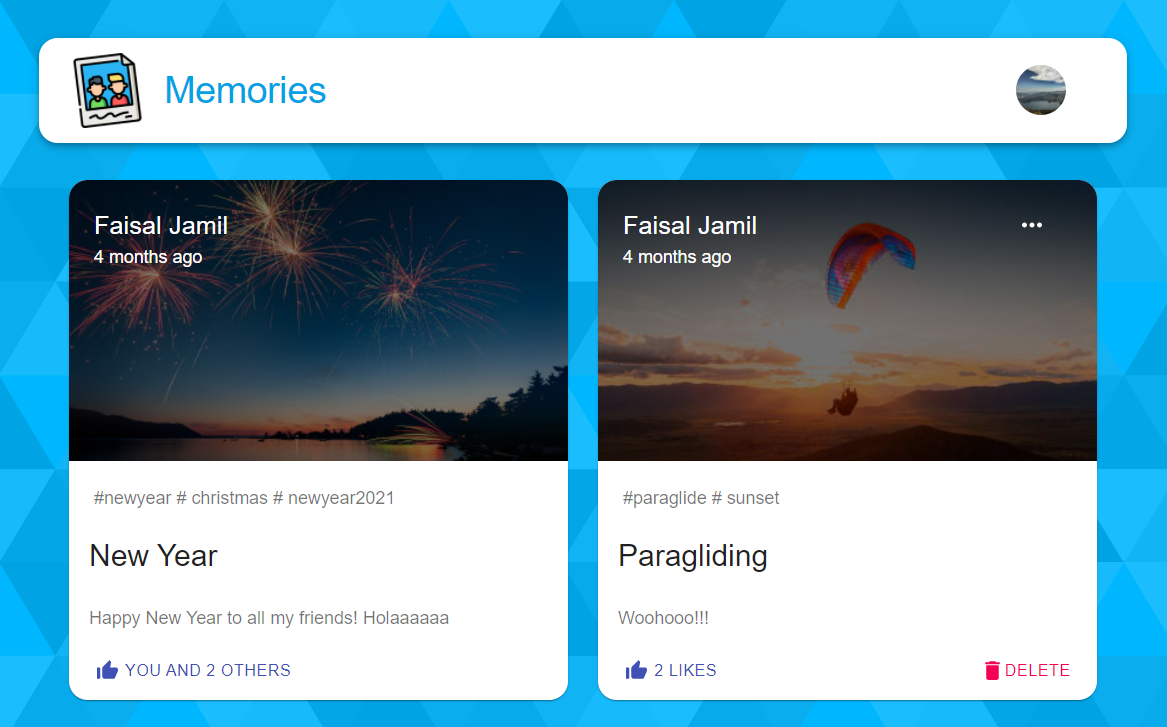 Memories
Faisal Jamil
4 months ago
#newyear # christmas # newyear2021
New Year
Happy New Year to all my friends! Holaaaaaa
YOU AND 2 OTHERS
Faisal Jamil
4 months ago
#paraglide # sunset
Paragliding
Woohooo!!!
2 LIKES
DELETE